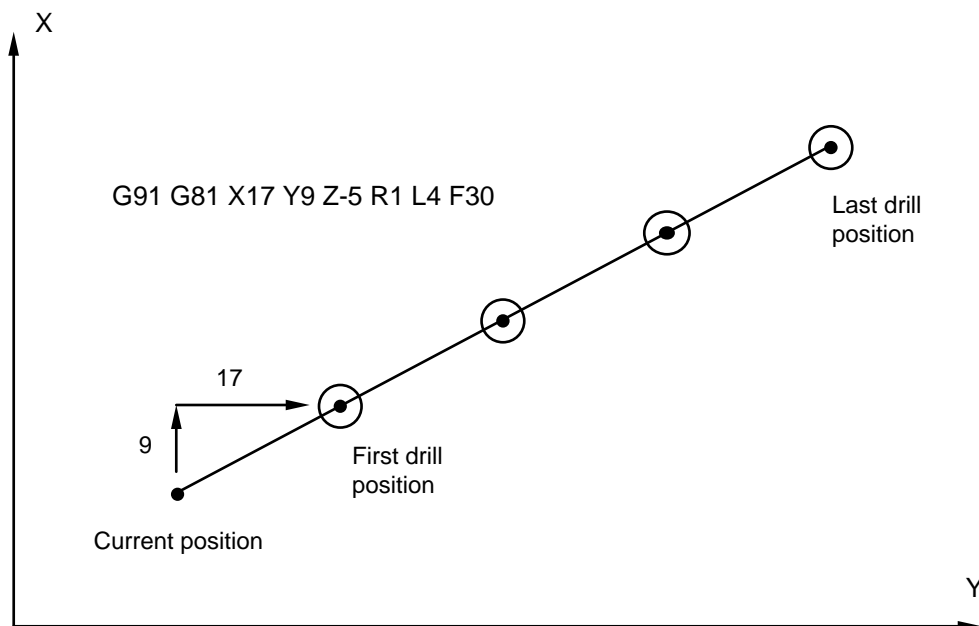 X
G91 G81 X17 Y9 Z-5 R1 L4 F30
Last drill
position
17
9
First drill
position
Current position
Y